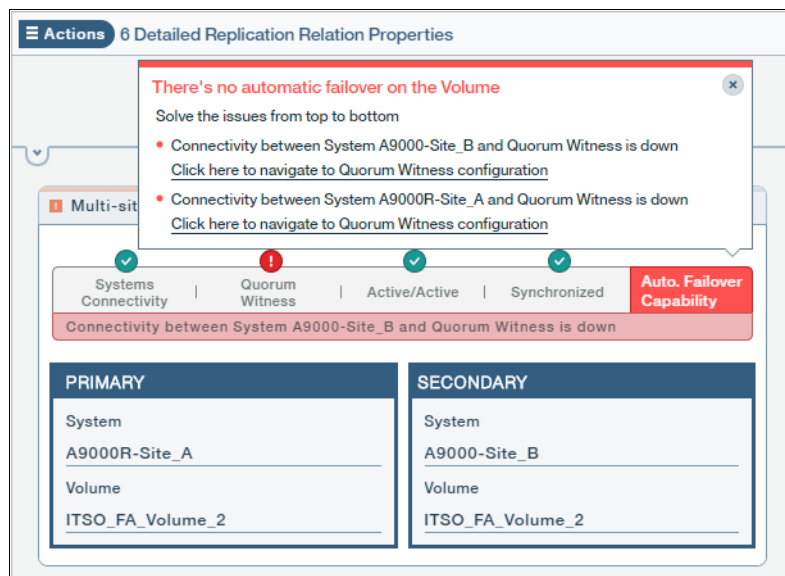 Actions 6 Detailed Replication Relation Properties
There's no automatic failover on the Volume
Solve the issues from top to bottom
Connectivity between System A9000-Site_B and Quorum Witness is down
Click here to navigate to Quorum Witness configuration
Connectivity between System A9000R-Site_A and Quorum Witness is down
Click here to navigate to Quorum Witness configuration
Multi-sit
Systems
Connectivity
Quorum
Witness
Active/Active
Synchronized
Auto. Failover
Capability
Connectivity between System A9000-Site_B and Quorum Witness is down
PRIMARY
System
A9000R-Site_A
Volume
ITSO_FA_Volume_2
SECONDARY
System
A9000-Site_B
Volume
ITSO_FA_Volume_2